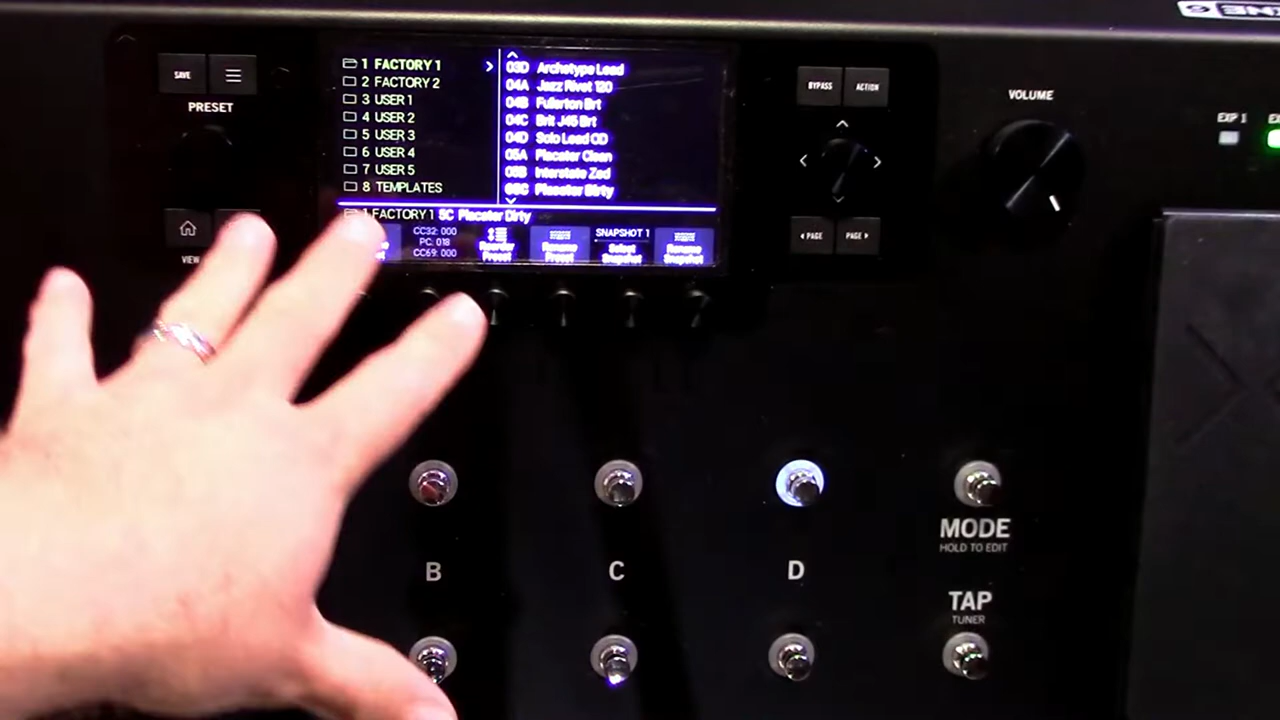 SAVE
PRESET
VIEW
1 FACTORY 1 >
2 FACTORY 2
3 USER 1
4 USER 2
5 USER 3
6 USER 4
7 USER 5
8 TEMPLATES
03D Archetype Lead
04A Jazz Rivet 120
04B Fullerton Brt
04C Brit J45 Brt
04D Solo Lead OD
05A Placater Clean
05B Interstate Zed
05C Placater Dirty
1 FACTORY 1 5C Placater Dirty
CC32: 000
PC: 018
CC69: 000
Reorder
Preset
Rename
Preset
SNAPSHOT 1
Select
Snapshot
Rename
Snapshot
BYPASS
ACTION
< PAGE
PAGE >
VOLUME
EXP 1
B
C
D
MODE
HOLD TO EDIT
TAP
TUNER